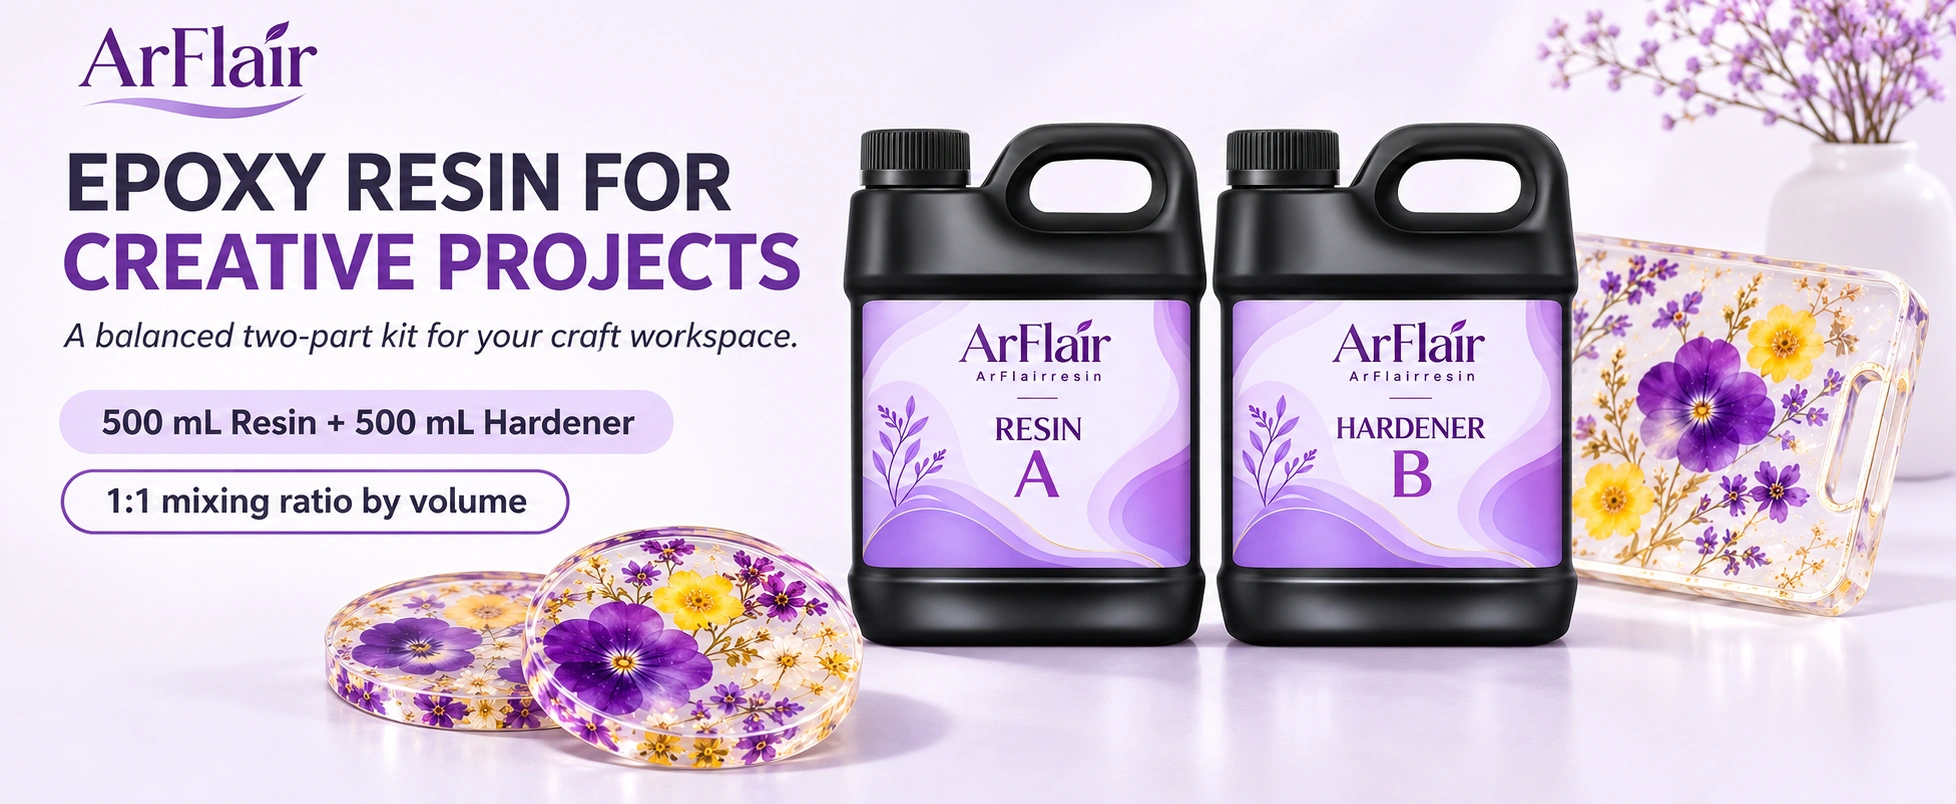 ArFlair
EPOXY RESIN FOR
CREATIVE PROJECTS
A balanced two-part kit for your craft workspace.
500 mL Resin + 500 mL Hardener
1:1 mixing ratio by volume
ArFlair
ArFlairresin
RESIN
A
ArFlair
ArFlairresin
HARDENER
B